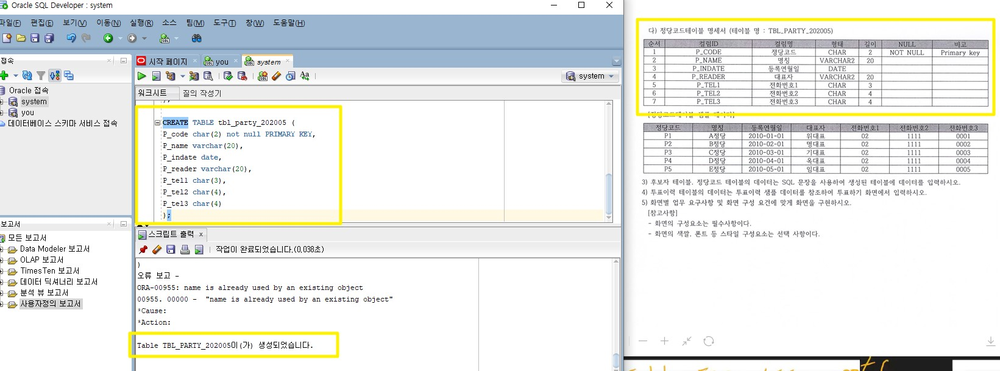 Oracle SQL Developer : system
파일(F) 편집(E) 보기(V) 이동(N) 실행(R) 소스 팀(M) 도구(T) 창(W) 도움말(H)
접속
Oracle 접속
system
you
데이터베이스 스키마 서비스 접속
보고서
모든 보고서
Data Modeler 보고서
OLAP 보고서
TimesTen 보고서
데이터 딕셔너리 보고서
분석 뷰 보고서
사용자정의 보고서
시작 페이지 you system
system
워크시트 질의 작성기
CREATE TABLE tbl_party_202005 (
P_code char(2) not null PRIMARY KEY,
P_name varchar(20),
P_indate date,
P_reader varchar(20),
P_tel1 char(3),
P_tel2 char(4),
P_tel3 char(4)
);
스크립트 출력
작업이 완료되었습니다.(0,038초)
)
오류 보고 -
ORA-00955: name is already used by an existing object
00955. 00000 - "name is already used by an existing object"
*Cause:
*Action:
Table TBL_PARTY_202005이(가) 생성되었습니다.
다) 정당코드테이블 명세서 (테이블 명 : TBL_PARTY_202005)
순서 컬럼ID 컬럼명 형태 길이 NULL 비고
1 P_CODE 정당코드 CHAR 2 NOT NULL Primary key
2 P_NAME 명칭 VARCHAR2 20
3 P_INDATE 등록연월일 DATE
4 P_READER 대표자 VARCHAR2 20
5 P_TEL1 전화번호1 CHAR 3
6 P_TEL2 전화번호2 CHAR 4
7 P_TEL3 전화번호3 CHAR 4
[정당코드테이블 샘플 데이터]
정당코드 명칭 등록연월일 대표자 전화번호1 전화번호2 전화번호3
P1 A정당 2010-01-01 위대표 02 1111 0001
P2 B정당 2010-02-01 명대표 02 1111 0002
P3 C정당 2010-03-01 기대표 02 1111 0003
P4 D정당 2010-04-01 옥대표 02 1111 0004
P5 E정당 2010-05-01 임대표 02 1111 0005
3) 후보자 테이블, 정당코드 테이블의 데이터는 SQL 문장을 사용하여 생성된 테이블에 데이터를 입력하시오.
4) 투표이력 테이블의 데이터는 투표이력 샘플 데이터를 참조하여 투표하기 화면에서 입력하시오.
5) 화면별 업무 요구사항 및 화면 구성 요건에 맞게 화면을 구현하시오.
[참고사항]
- 화면의 구성요소는 필수사항이다.
- 화면의 색깔, 폰트 등 스타일 구성요소는 선택 사항이다.